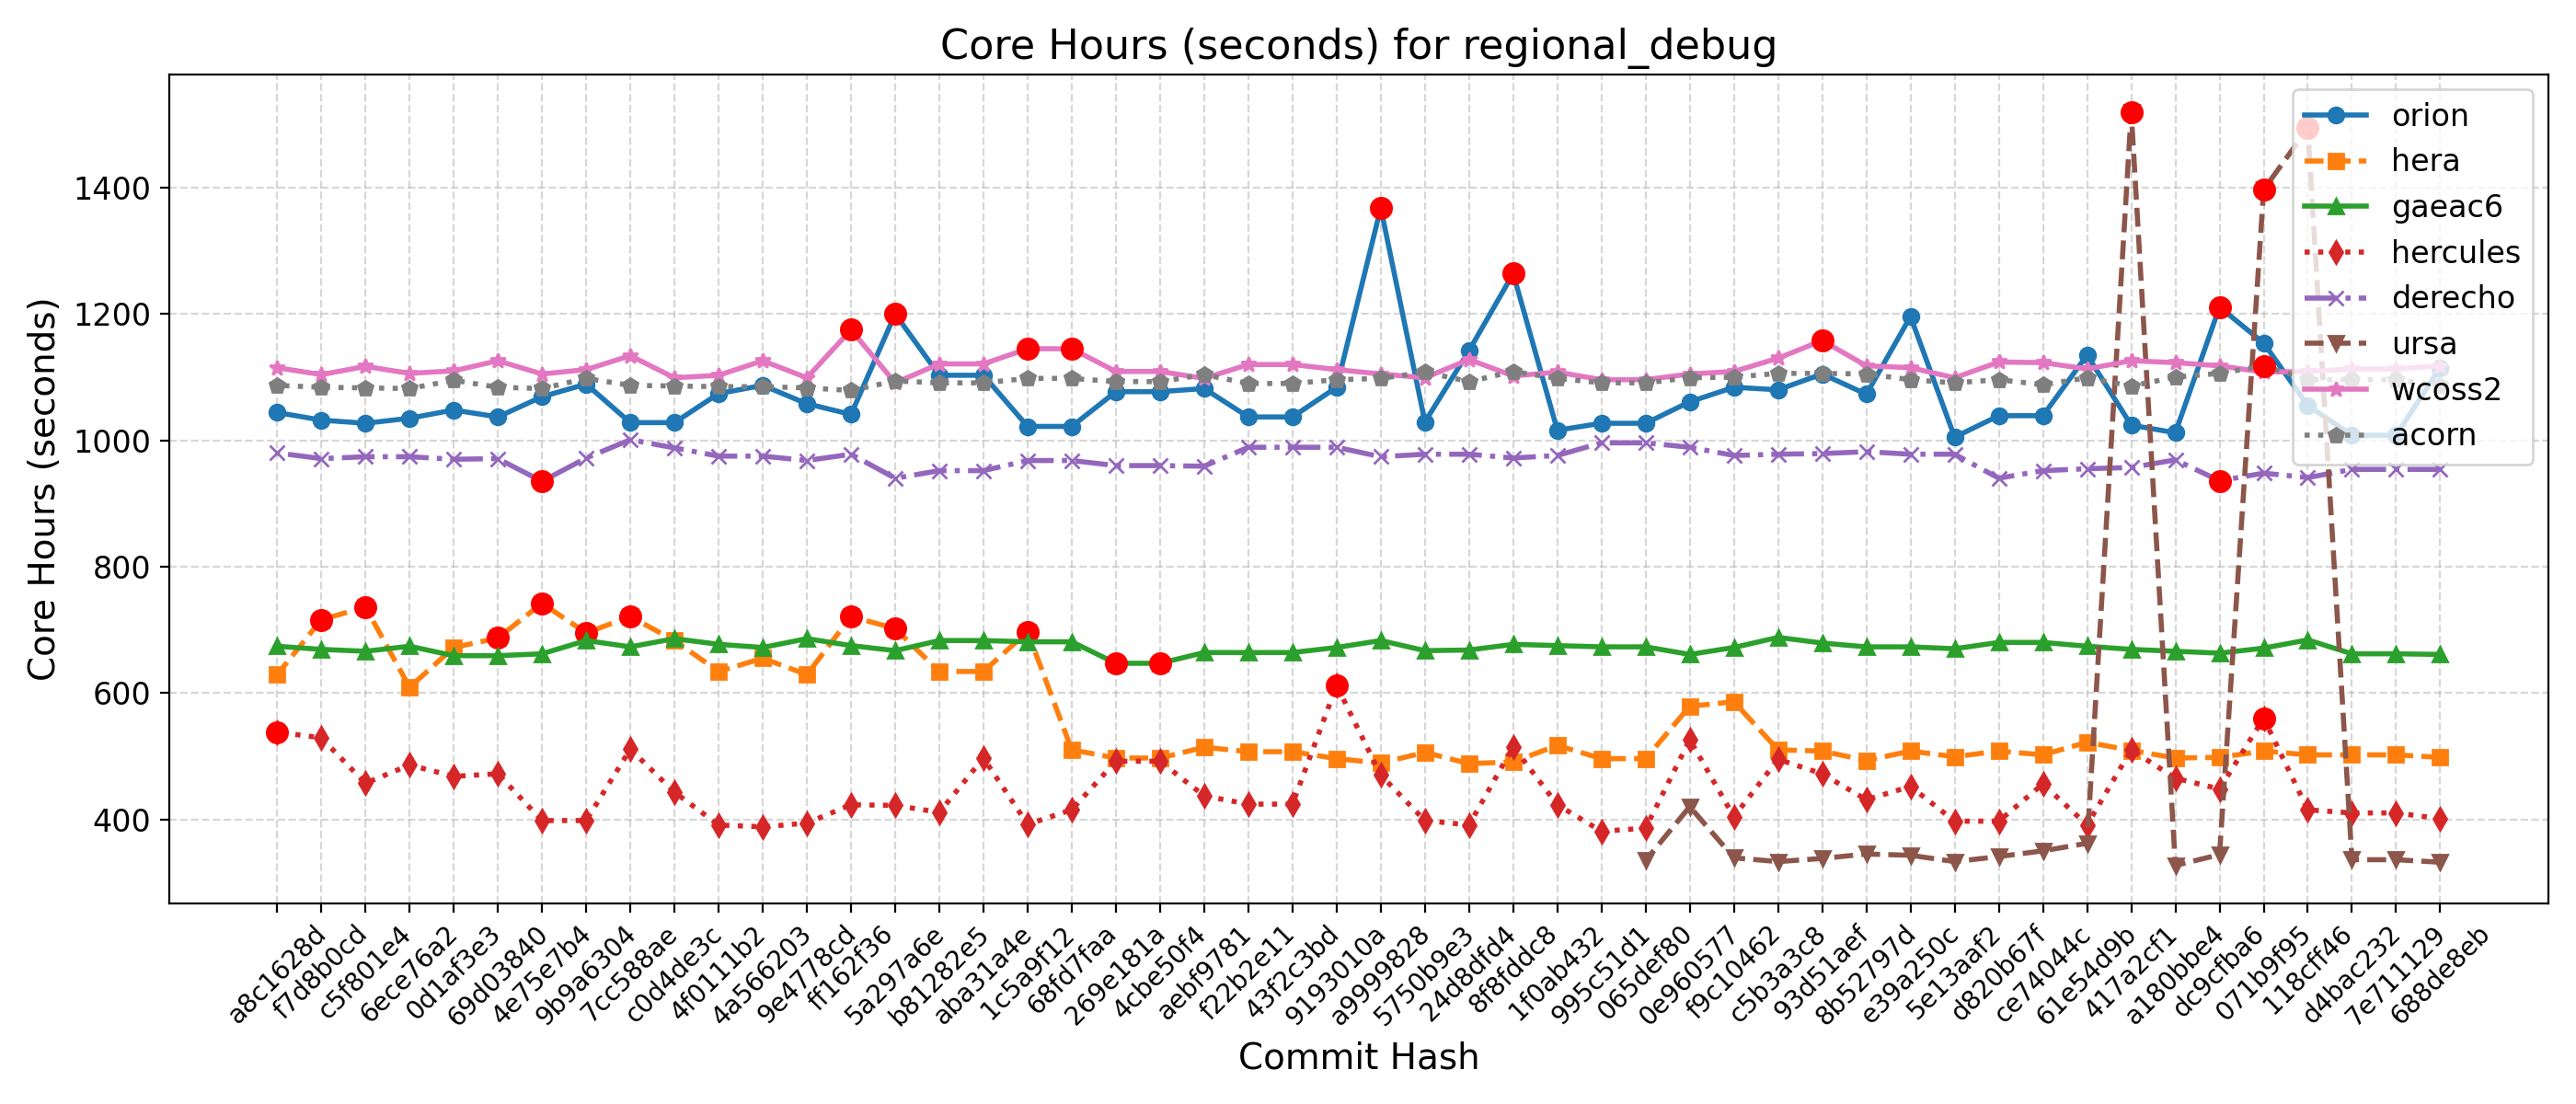 Core Hours (seconds) for regional_debug
Core Hours (seconds)
1400
1200
1000
800
600
400
orion
hera
gaeac6
hercules
derecho
ursa
wcoss2
acorn
a8c1628d
f7d8b0cd
c5f801e4
6ece76a2
0d1af3e3
69d03840
4e75e7b4
9b9a6304
7cc588ae
c0d4de3c
4f0111b2
4a566203
9e4778cd
ff162f36
5a297a6e
b81282e5
aba31a4e
1c5a9f12
68fd7faa
269e181a
4cbe50f4
aebf9781
f22b2e11
43f2c3bd
9193010a
a9999828
5750b9e3
24d8dfd4
8f8fddc8
1f0ab432
995c51d1
065def80
0e960577
f9c10462
c5b3a3c8
93d51aef
8b52797d
e39a250c
5e13aaf2
d820b67f
ce74044c
61e54d9b
417a2cf1
a180bbe4
dc9cfba6
071b9f95
118cff46
d4bac232
7e711129
688de8eb
Commit Hash